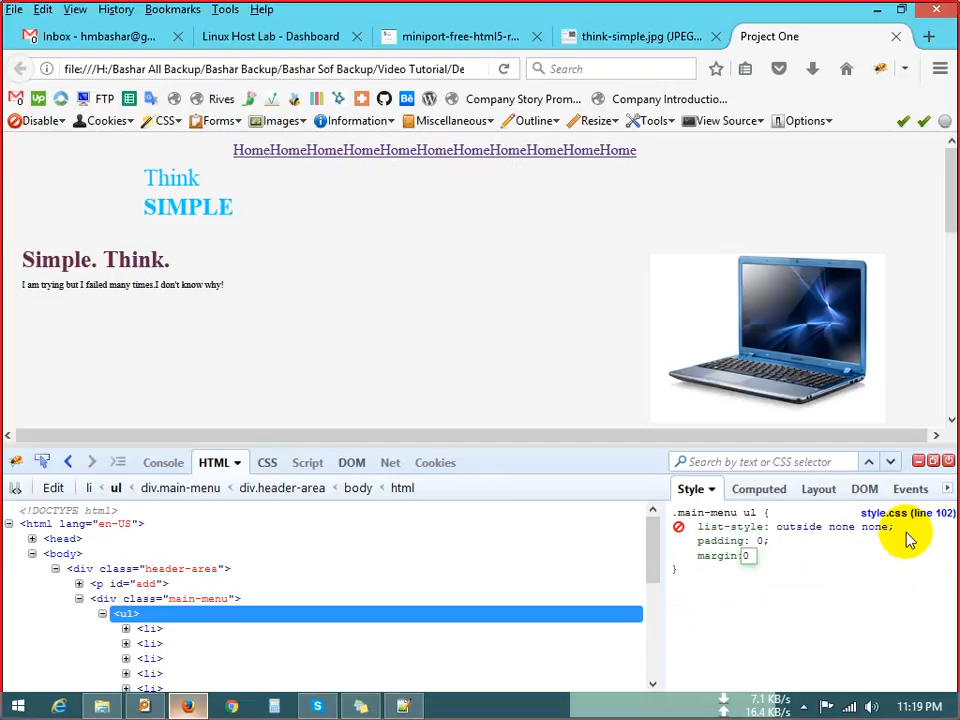 File Edit View History Bookmarks Tools Help
Inbox - hmbashar@g... Linux Host Lab - Dashboard miniport-free-html5-r... think-simple.jpg (JPEG... Project One
file:///H:/Bashar All Backup/Bashar Backup/Bashar Sof Backup/Video Tutorial/De Search
FTP Rives Company Story Prom... Company Introductio...
Disable Cookies CSS Forms Images Information Miscellaneous Outline Resize Tools View Source Options
HomeHomeHomeHomeHomeHomeHomeHomeHomeHomeHome
Think
SIMPLE
Simple. Think.
I am trying but I failed many times.I don't know why!
Console HTML CSS Script DOM Net Cookies Search by text or CSS selector
Edit li ul div.main-menu div.header-area body html Style Computed Layout DOM Events
<!DOCTYPE html> .main-menu ul { style.css (line 102)
<html lang="en-US"> list-style: outside none none;
<head> padding: 0;
<body> margin: 0
<div class="header-area"> }
<p id="add">
<div class="main-menu">
<ul>
<li>
<li>
<li>
<li>
<li>
7.1 KB/s
16.4 KB/s 11:19 PM